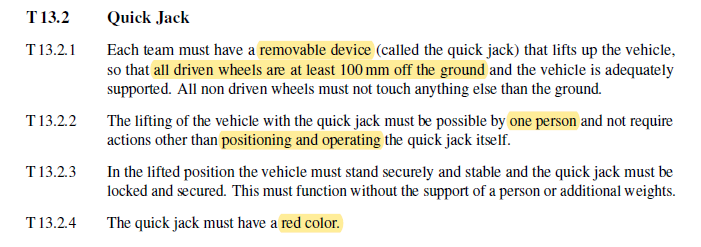 T 13.2 Quick Jack
T 13.2.1 Each team must have a removable device (called the quick jack) that lifts up the vehicle,
so that all driven wheels are at least 100 mm off the ground and the vehicle is adequately
supported. All non driven wheels must not touch anything else than the ground.
T 13.2.2 The lifting of the vehicle with the quick jack must be possible by one person and not require
actions other than positioning and operating the quick jack itself.
T 13.2.3 In the lifted position the vehicle must stand securely and stable and the quick jack must be
locked and secured. This must function without the support of a person or additional weights.
T 13.2.4 The quick jack must have a red color.